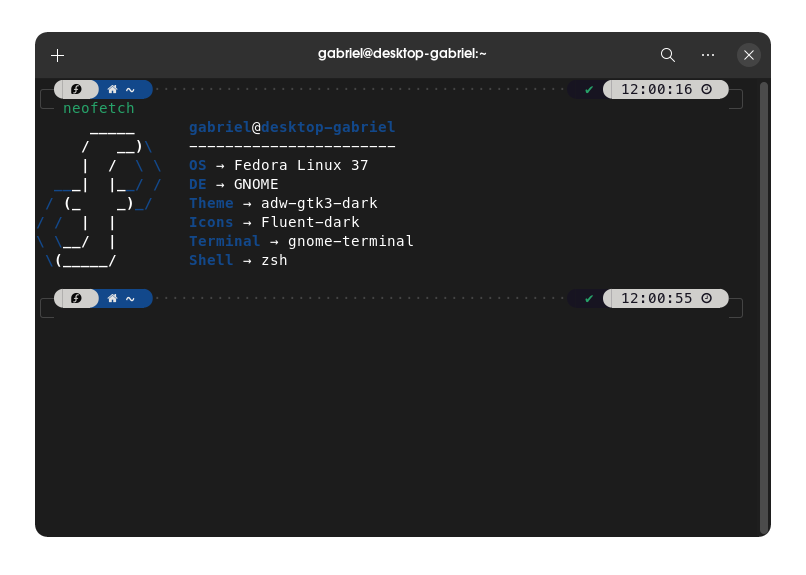 gabriel@desktop-gabriel:~
~ ✔ 12:00:16
neofetch
gabriel@desktop-gabriel
-----------------------
OS → Fedora Linux 37
DE → GNOME
Theme → adw-gtk3-dark
Icons → Fluent-dark
Terminal → gnome-terminal
Shell → zsh
~ ✔ 12:00:55